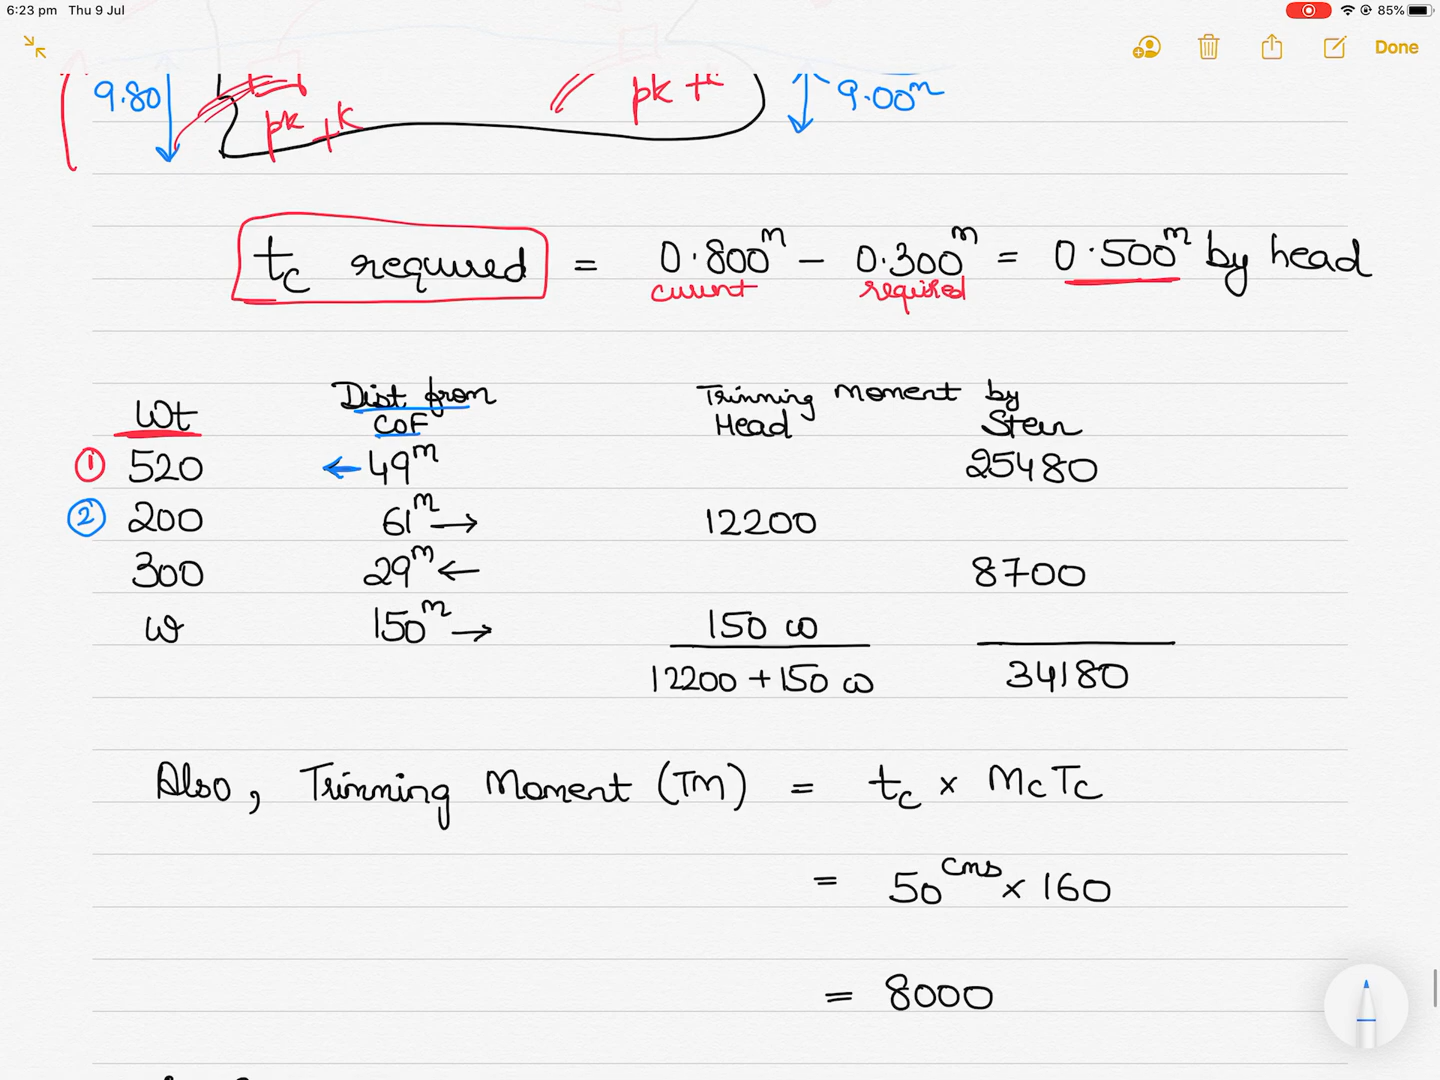 6:23 pm Thu 9 Jul 85%
Done
9.80 pk + k pk + k 9.00m
tc required = 0.800m − 0.300m = 0.500m by head
current required
Wt Dist from COF Trimming Moment by
Head Stern
① 520 ← 49m 25480
② 200 61m → 12200
300 29m ← 8700
w 150m → 150 w
12200 + 150 w 34180
Also, Trimming Moment (TM) = tc × MCTC
= 50cms × 160
= 8000